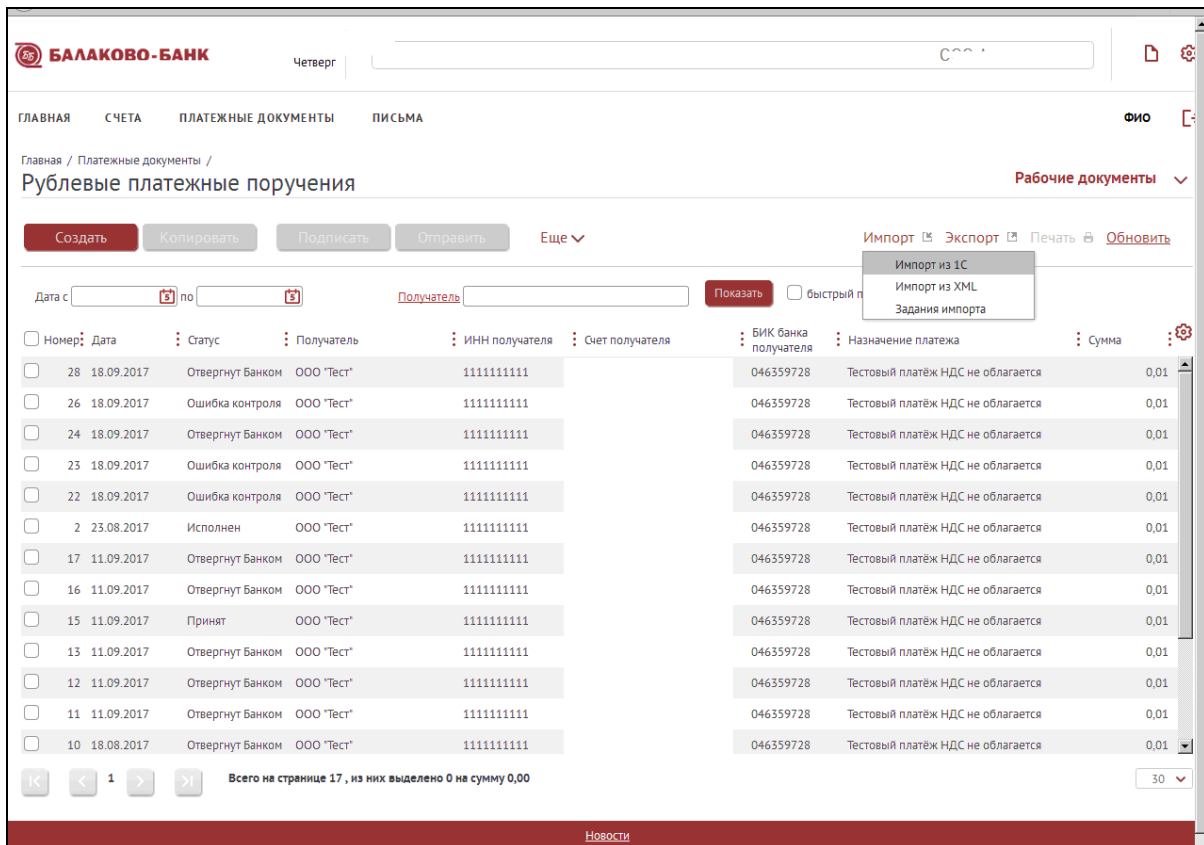 ББ БАЛАКОВО-БАНК
Четверг
ГЛАВНАЯ СЧЕТА ПЛАТЕЖНЫЕ ДОКУМЕНТЫ ПИСЬМА ФИО
Главная / Платежные документы /
Рублевые платежные поручения Рабочие документы
Создать Копировать Подписать Отправить Еще Импорт Экспорт Печать Обновить
Импорт из 1С
Импорт из XML
Задания импорта
Дата с 5 по 5 Получатель Показать быстрый п
Номер Дата Статус Получатель ИНН получателя Счет получателя БИК банка получателя Назначение платежа Сумма
28 18.09.2017 Отвергнут Банком ООО "Тест" 1111111111 046359728 Тестовый платёж НДС не облагается 0,01
26 18.09.2017 Ошибка контроля ООО "Тест" 1111111111 046359728 Тестовый платёж НДС не облагается 0,01
24 18.09.2017 Отвергнут Банком ООО "Тест" 1111111111 046359728 Тестовый платёж НДС не облагается 0,01
23 18.09.2017 Ошибка контроля ООО "Тест" 1111111111 046359728 Тестовый платёж НДС не облагается 0,01
22 18.09.2017 Ошибка контроля ООО "Тест" 1111111111 046359728 Тестовый платёж НДС не облагается 0,01
2 23.08.2017 Исполнен ООО "Тест" 1111111111 046359728 Тестовый платёж НДС не облагается 0,01
17 11.09.2017 Отвергнут Банком ООО "Тест" 1111111111 046359728 Тестовый платёж НДС не облагается 0,01
16 11.09.2017 Отвергнут Банком ООО "Тест" 1111111111 046359728 Тестовый платёж НДС не облагается 0,01
15 11.09.2017 Принят ООО "Тест" 1111111111 046359728 Тестовый платёж НДС не облагается 0,01
13 11.09.2017 Отвергнут Банком ООО "Тест" 1111111111 046359728 Тестовый платёж НДС не облагается 0,01
12 11.09.2017 Отвергнут Банком ООО "Тест" 1111111111 046359728 Тестовый платёж НДС не облагается 0,01
11 11.09.2017 Отвергнут Банком ООО "Тест" 1111111111 046359728 Тестовый платёж НДС не облагается 0,01
10 18.08.2017 Отвергнут Банком ООО "Тест" 1111111111 046359728 Тестовый платёж НДС не облагается 0,01
1 Всего на странице 17 , из них выделено 0 на сумму 0,00 30
Новости